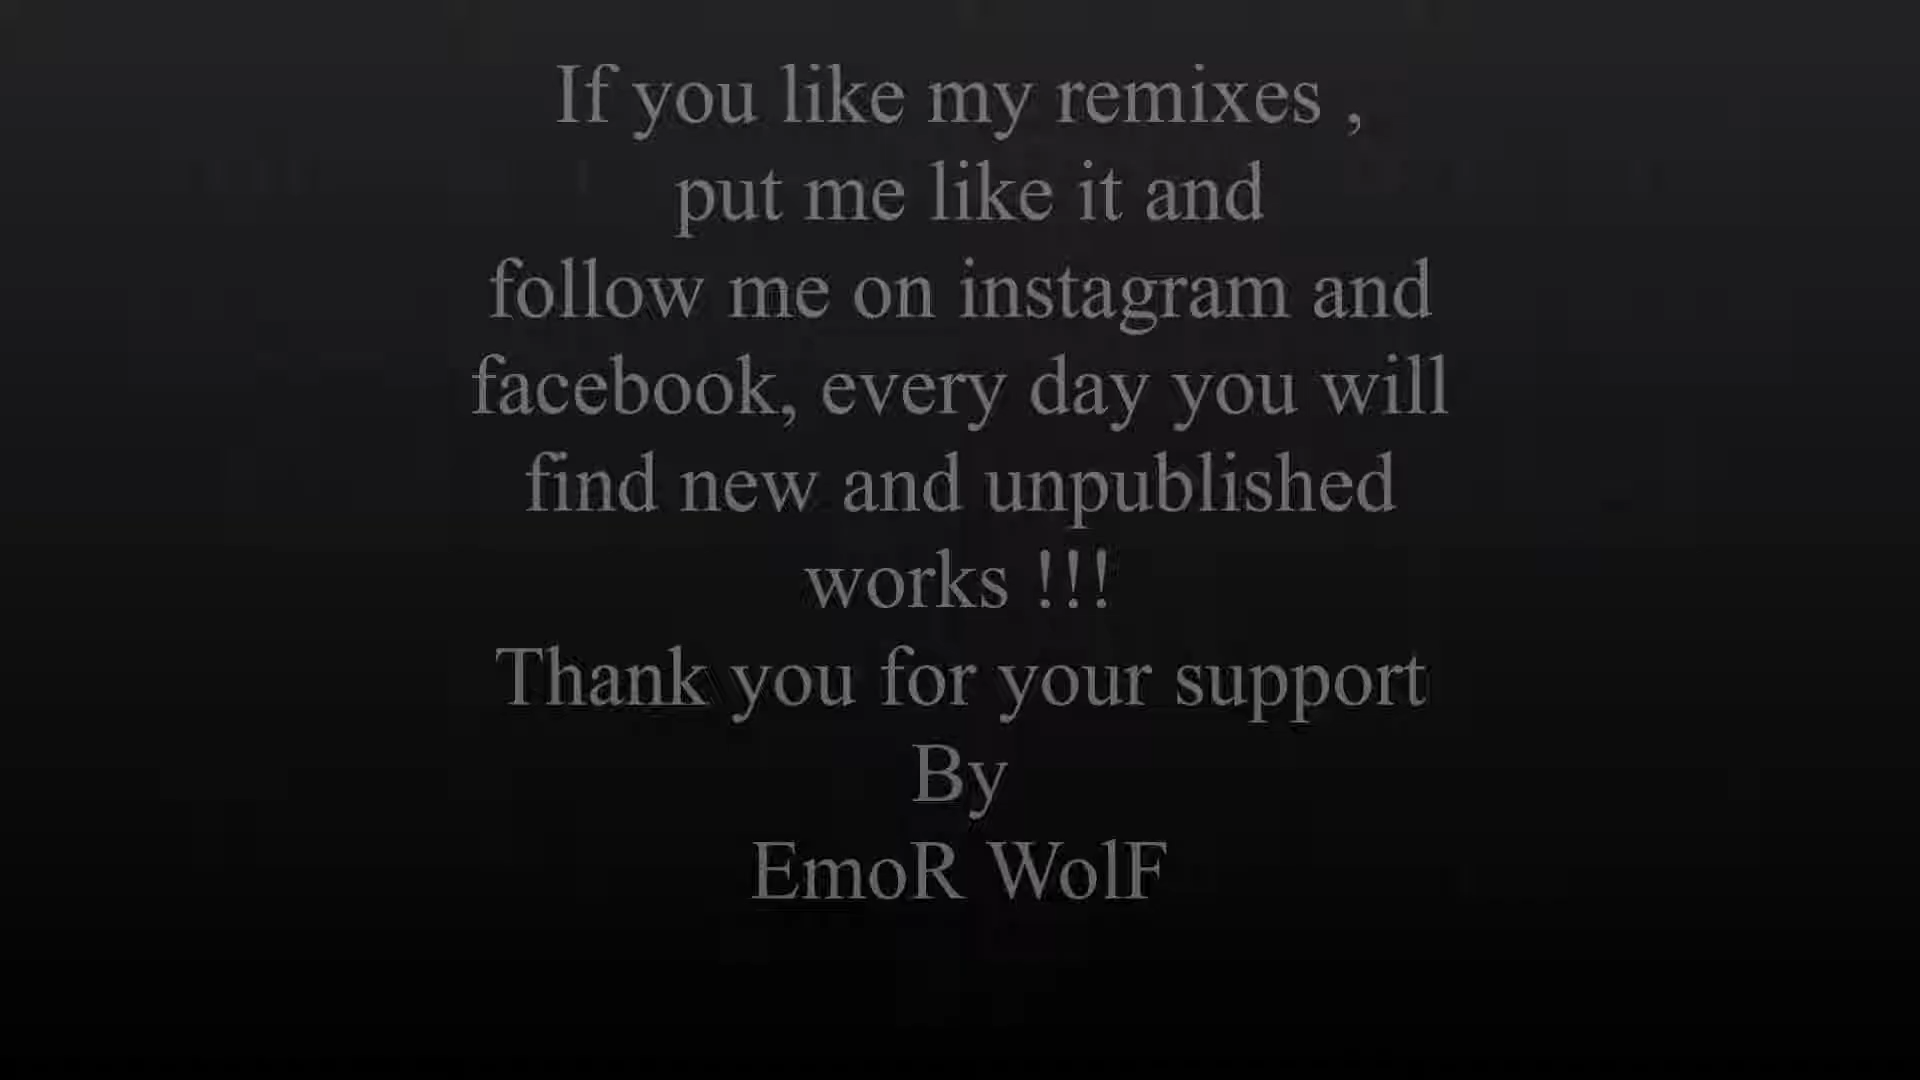 If you like my remixes ,
put me like it and
follow me on instagram and
facebook, every day you will
find new and unpublished
works !!!
Thank you for your support
By
EmoR WolF